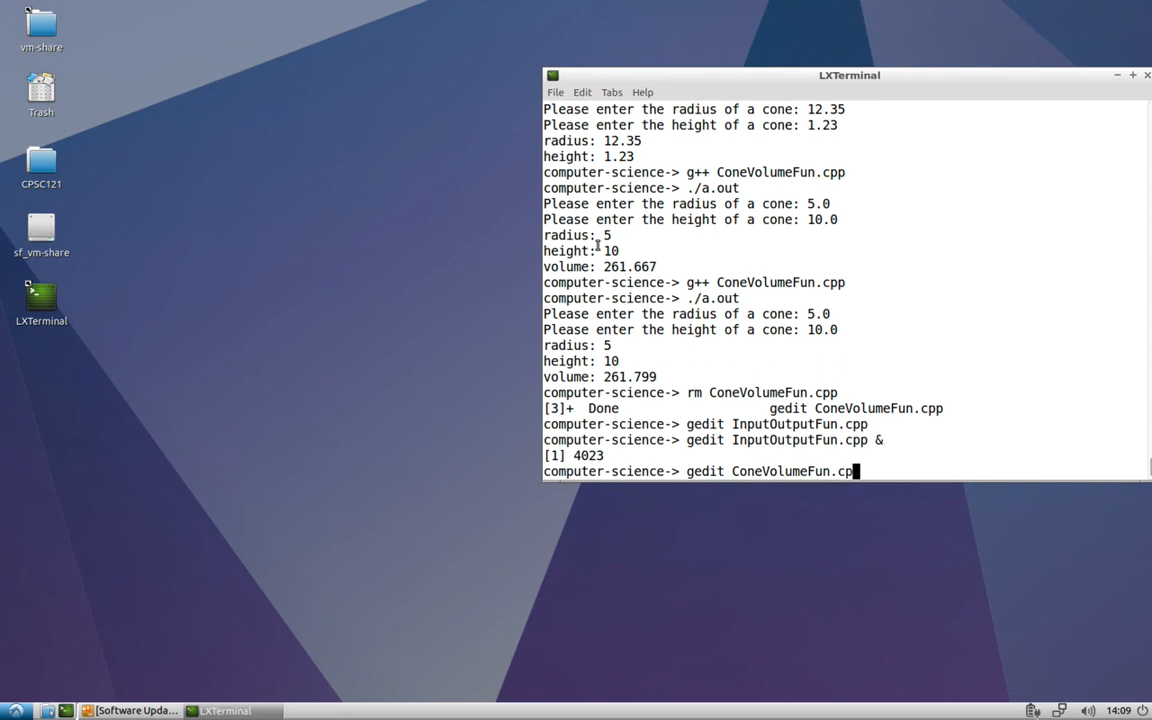 vm-share
Trash
CPSC121
sf_vm-share
LXTerminal
LXTerminal
File Edit Tabs Help
Please enter the radius of a cone: 12.35
Please enter the height of a cone: 1.23
radius: 12.35
height: 1.23
computer-science-> g++ ConeVolumeFun.cpp
computer-science-> ./a.out
Please enter the radius of a cone: 5.0
Please enter the height of a cone: 10.0
radius: 5
height: 10
volume: 261.667
computer-science-> g++ ConeVolumeFun.cpp
computer-science-> ./a.out
Please enter the radius of a cone: 5.0
Please enter the height of a cone: 10.0
radius: 5
height: 10
volume: 261.799
computer-science-> rm ConeVolumeFun.cpp
[3]+  Done                    gedit ConeVolumeFun.cpp
computer-science-> gedit InputOutputFun.cpp
computer-science-> gedit InputOutputFun.cpp &
[1] 4023
computer-science-> gedit ConeVolumeFun.cp
[Software Upda...
LXTerminal
14:09